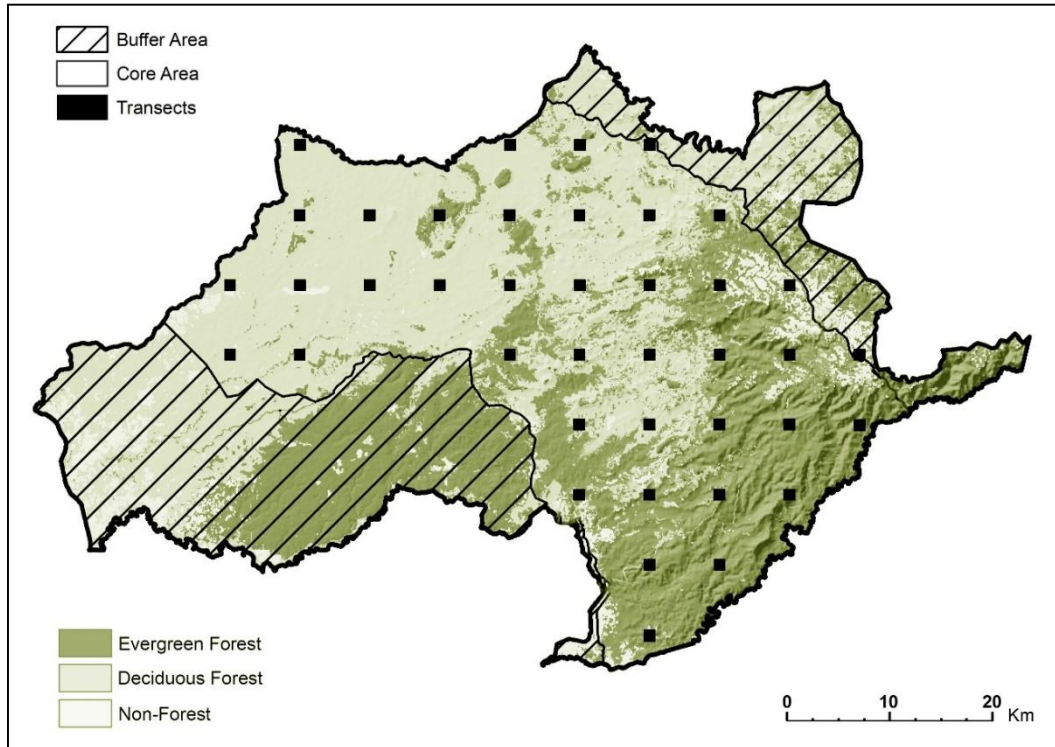 Buffer Area
Core Area
Transects
Evergreen Forest
Deciduous Forest
Non-Forest
0 10 20
Km